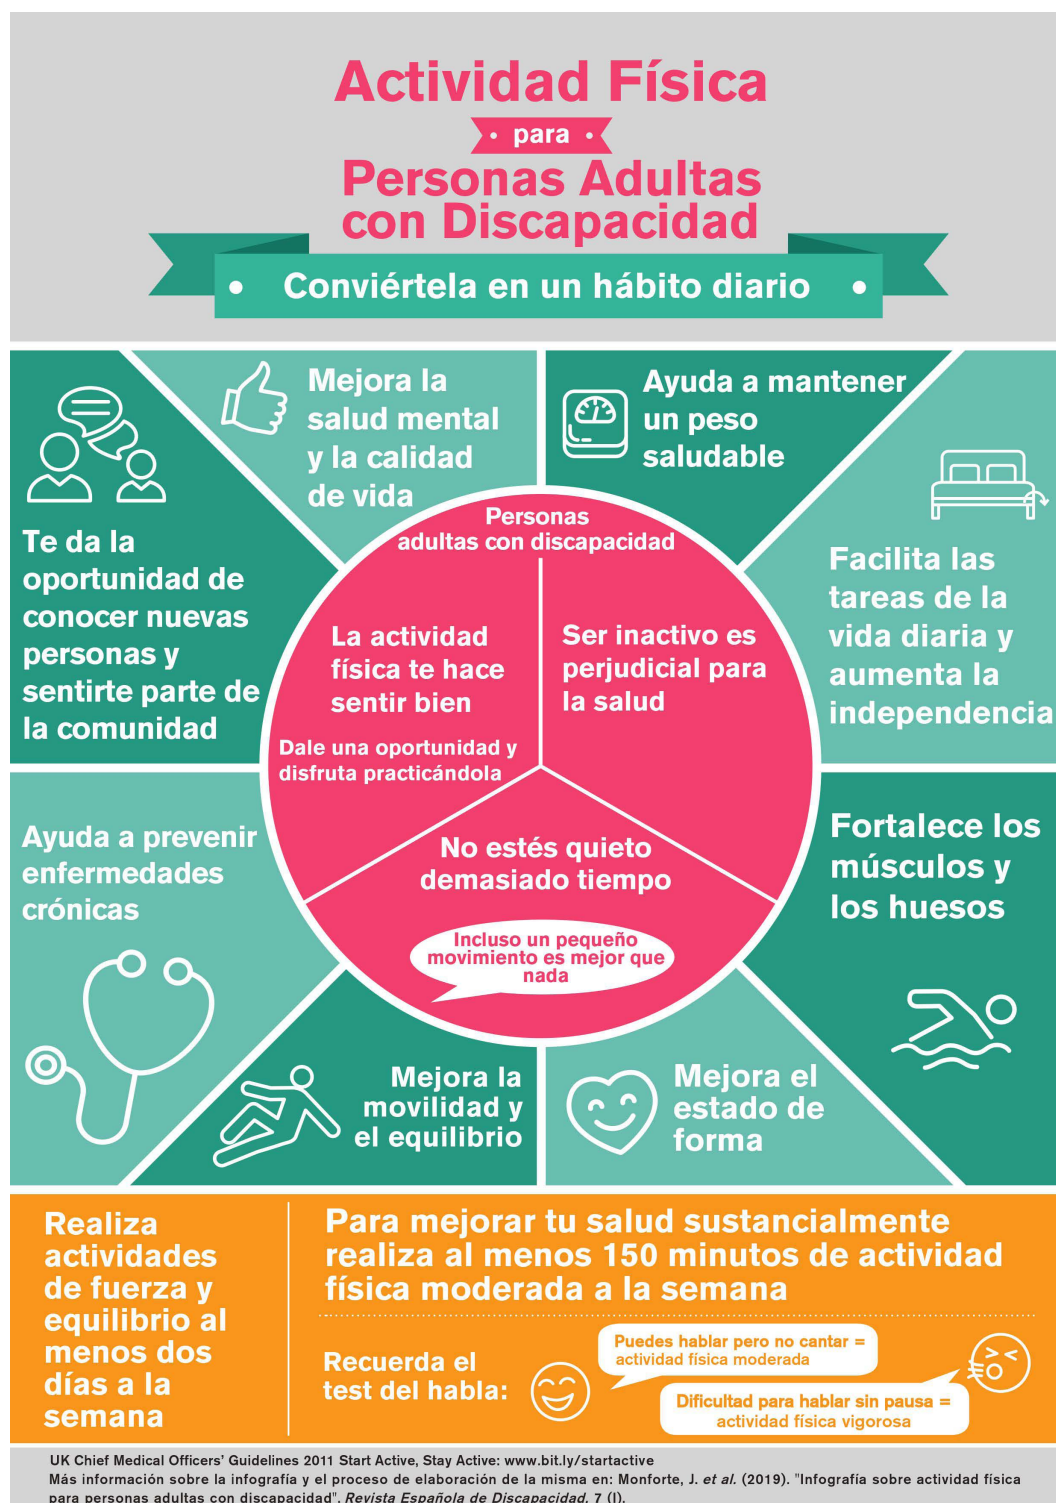 Actividad Física
para
Personas Adultas
con Discapacidad
Conviértela en un hábito diario
Te da la
oportunidad de
conocer nuevas
personas y
sentirte parte de
la comunidad
Mejora la
salud mental
y la calidad
de vida
Ayuda a mantener
un peso
saludable
Facilita las
tareas de la
vida diaria y
aumenta la
independencia
Personas
adultas con discapacidad
La actividad
física te hace
sentir bien
Dale una oportunidad y
disfruta practicándola
Ser inactivo es
perjudicial para
la salud
No estés quieto
demasiado tiempo
Incluso un pequeño
movimiento es mejor que
nada
Ayuda a prevenir
enfermedades
crónicas
Fortalece los
músculos y
los huesos
Mejora la
movilidad y
el equilibrio
Mejora el
estado de
forma
Realiza
actividades
de fuerza y
equilibrio al
menos dos
días a la
semana
Para mejorar tu salud sustancialmente
realiza al menos 150 minutos de actividad
física moderada a la semana
Recuerda el
test del habla:
Puedes hablar pero no cantar =
actividad física moderada
Dificultad para hablar sin pausa =
actividad física vigorosa
UK Chief Medical Officers' Guidelines 2011 Start Active, Stay Active: www.bit.ly/startactive
Más información sobre la infografía y el proceso de elaboración de la misma en: Monforte, J. et al. (2019). "Infografía sobre actividad física
para personas adultas con discapacidad". Revista Española de Discapacidad, 7 (I).